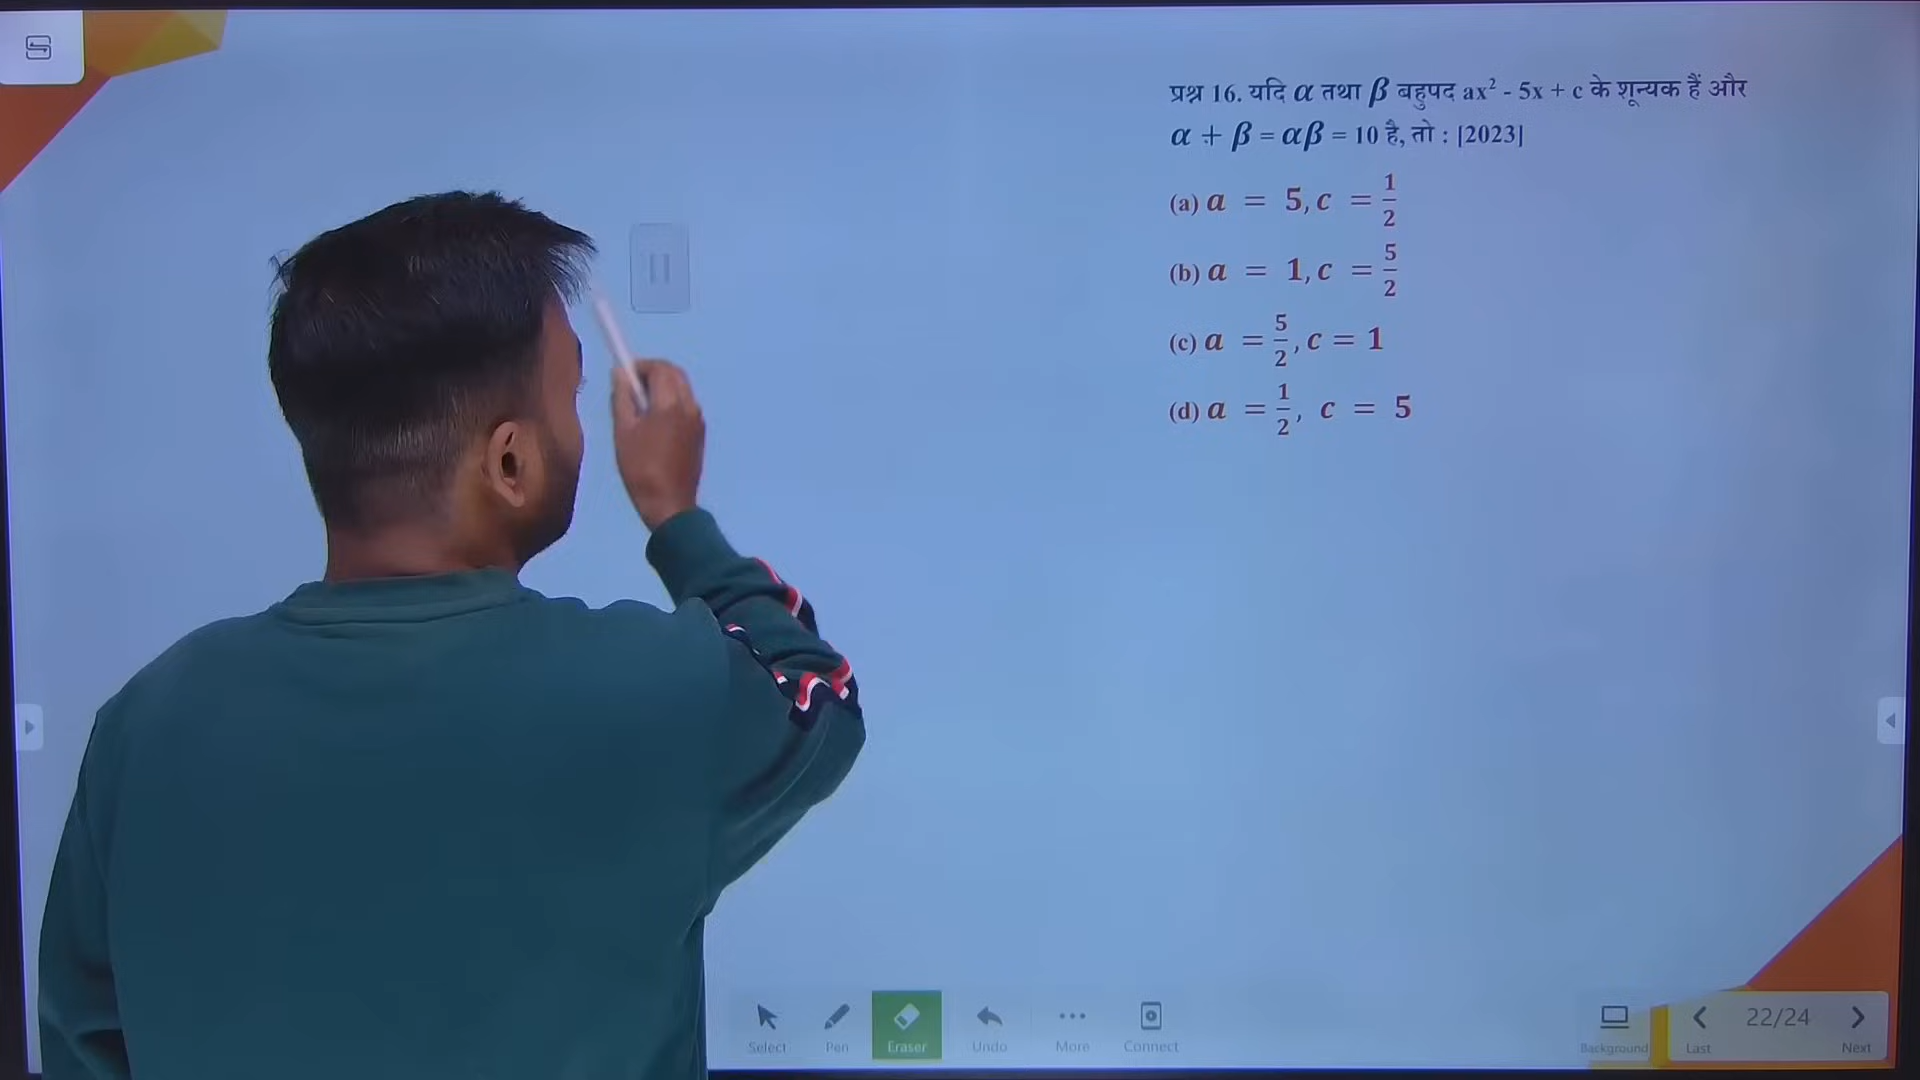 प्रश्न 16. यदि α तथा β बहुपद ax² - 5x + c के शून्यक हैं और
α + β = αβ = 10 है, तो : [2023]
(a) a = 5, c = 1/2
(b) a = 1, c = 5/2
(c) a = 5/2, c = 1
(d) a = 1/2, c = 5
Select Pen Eraser Undo More Connect Background Last 22/24 Next